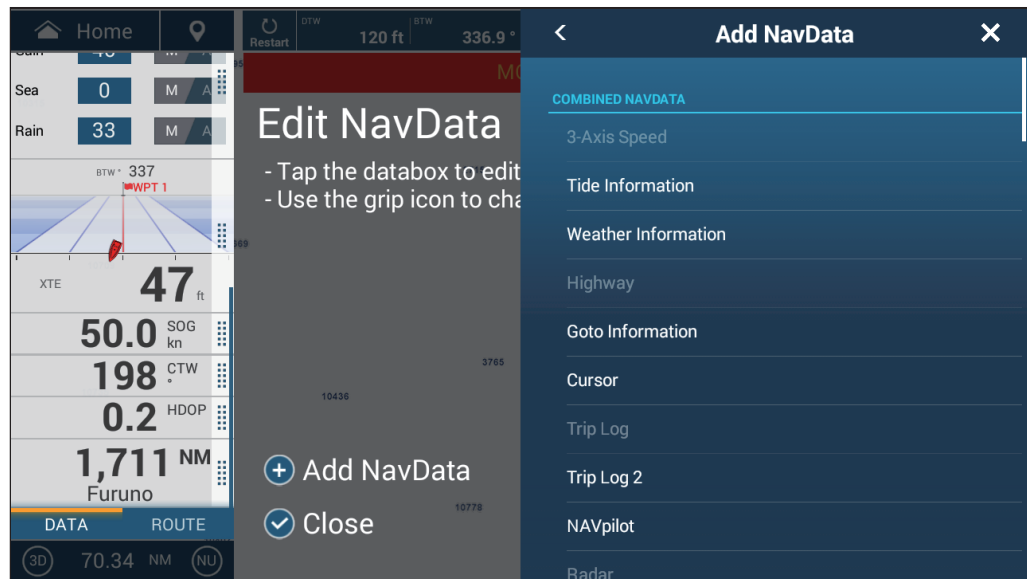 Home
Sea 0 M A
Rain 33 M A
BTW ° 337
WPT 1
XTE 47 ft
50.0 SOG kn
198 CTW °
0.2 HDOP
1,711 NM
Furuno
DATA ROUTE
3D 70.34 NM NU
Restart
DTW 120 ft
BTW 336.9 °
Edit NavData
- Tap the databox to edit
- Use the grip icon to cha
3765
10436
10778
Add NavData
Close
Add NavData
COMBINED NAVDATA
3-Axis Speed
Tide Information
Weather Information
Highway
Goto Information
Cursor
Trip Log
Trip Log 2
NAVpilot
Radar